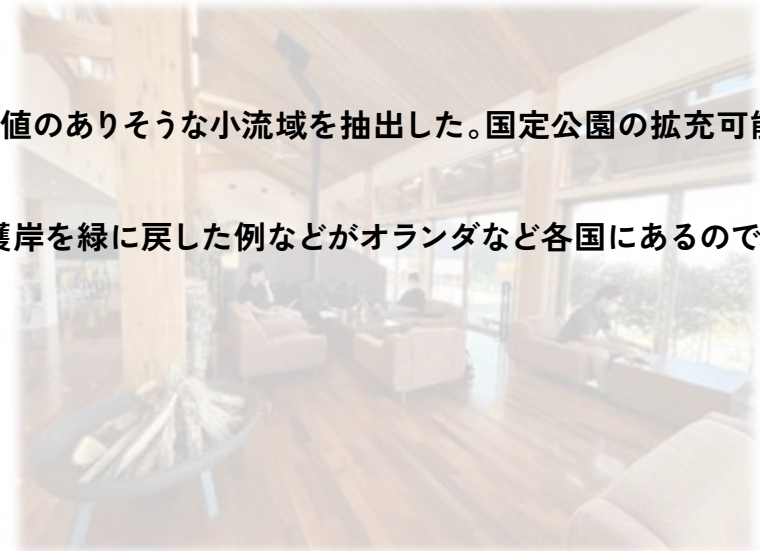 値のありそうな小流域を抽出した。国定公園の拡充可能
護岸を緑に戻した例などがオランダなど各国にあるので